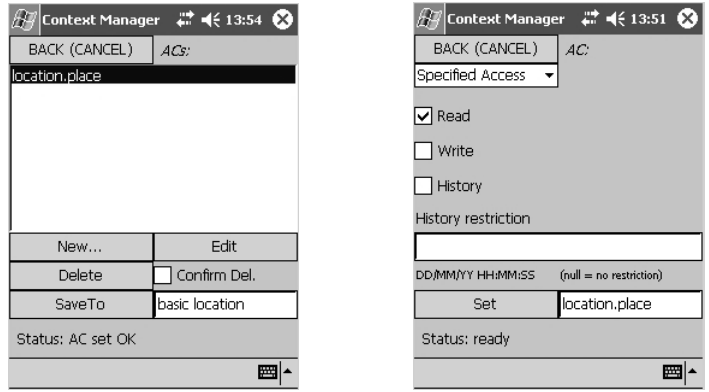 Context Manager 13:54
BACK (CANCEL) ACs:
location.place
New... Edit
Delete Confirm Del.
SaveTo basic location
Status: AC set OK
Context Manager 13:51
BACK (CANCEL) AC:
Specified Access
Read
Write
History
History restriction
DD/MM/YY HH:MM:SS (null = no restriction)
Set location.place
Status: ready